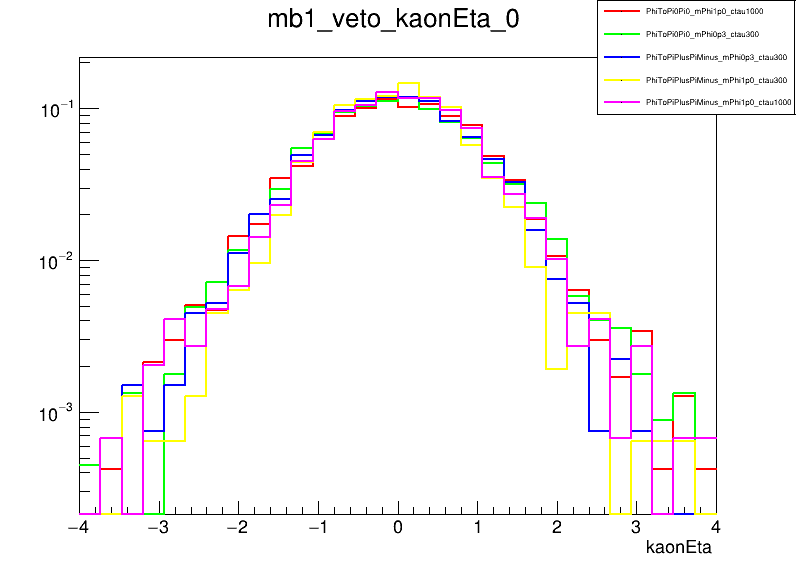 mb1_veto_kaonEta_0
PhiToPi0Pi0_mPhi1p0_ctau1000
PhiToPi0Pi0_mPhi0p3_ctau300
PhiToPiPlusPiMinus_mPhi0p3_ctau300
PhiToPiPlusPiMinus_mPhi1p0_ctau300
PhiToPiPlusPiMinus_mPhi1p0_ctau1000
10⁻¹
10⁻²
10⁻³
−4 −3 −2 −1 0 1 2 3 4
kaonEta